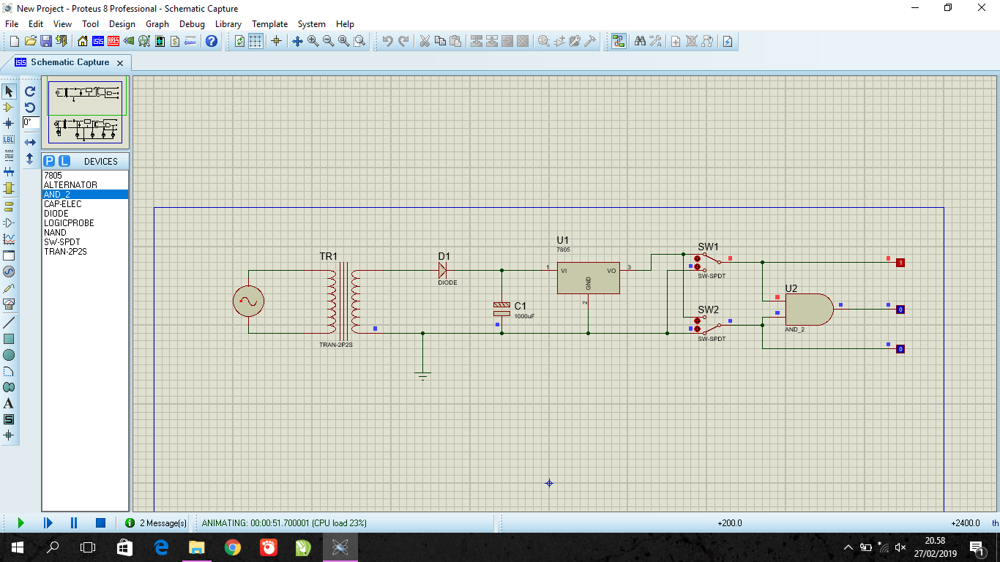 New Project - Proteus 8 Professional - Schematic Capture
File Edit View Tool Design Graph Debug Library Template System Help
Schematic Capture
0°
LBL
P L DEVICES
7805
ALTERNATOR
AND_2
CAP-ELEC
DIODE
LOGICPROBE
NAND
SW-SPDT
TRAN-2P2S
A
S
TR1
TRAN-2P2S
D1
DIODE
C1
1000uF
U1
7805
1
VI
VO
3
GND
2
SW1
SW-SPDT
SW2
SW-SPDT
U2
AND_2
1
0
0
2 Message(s)
ANIMATING: 00:00:51.700001 (CPU load 23%)
+200.0
+2400.0
th
20.58
27/02/2019
1